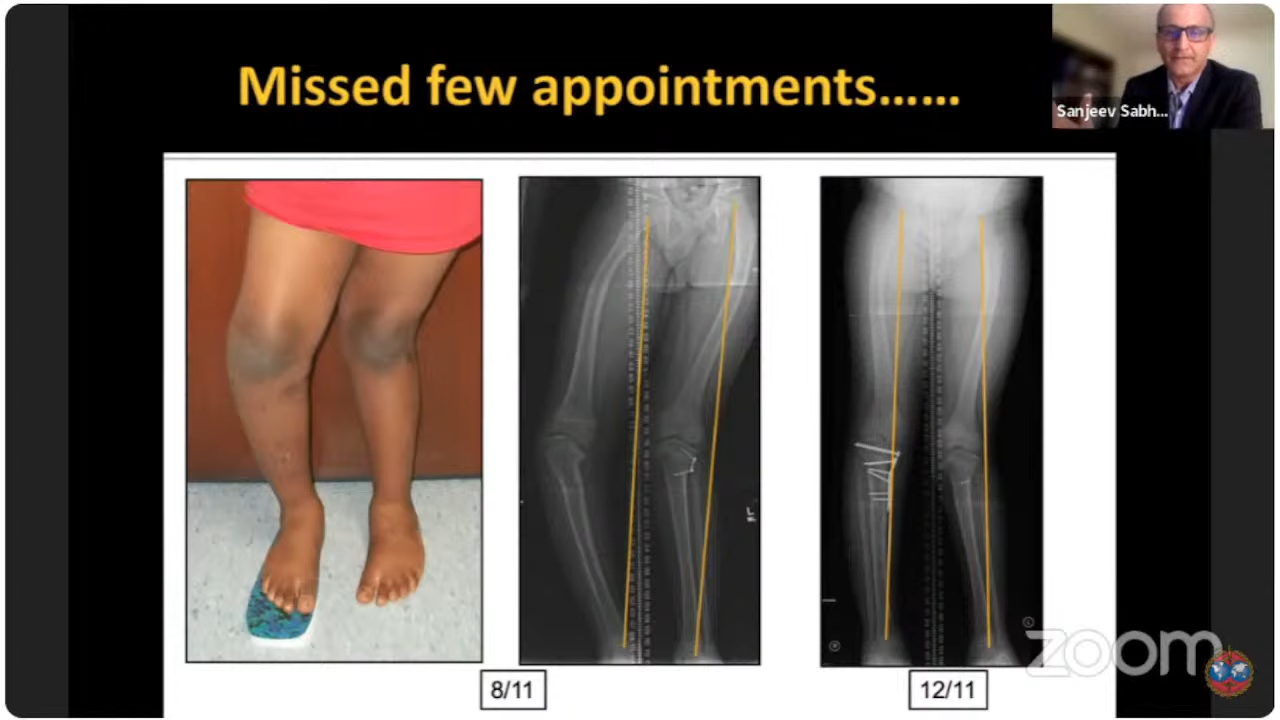 Missed few appointments......
Sanjeev Sabh...
8/11
12/11
zoom